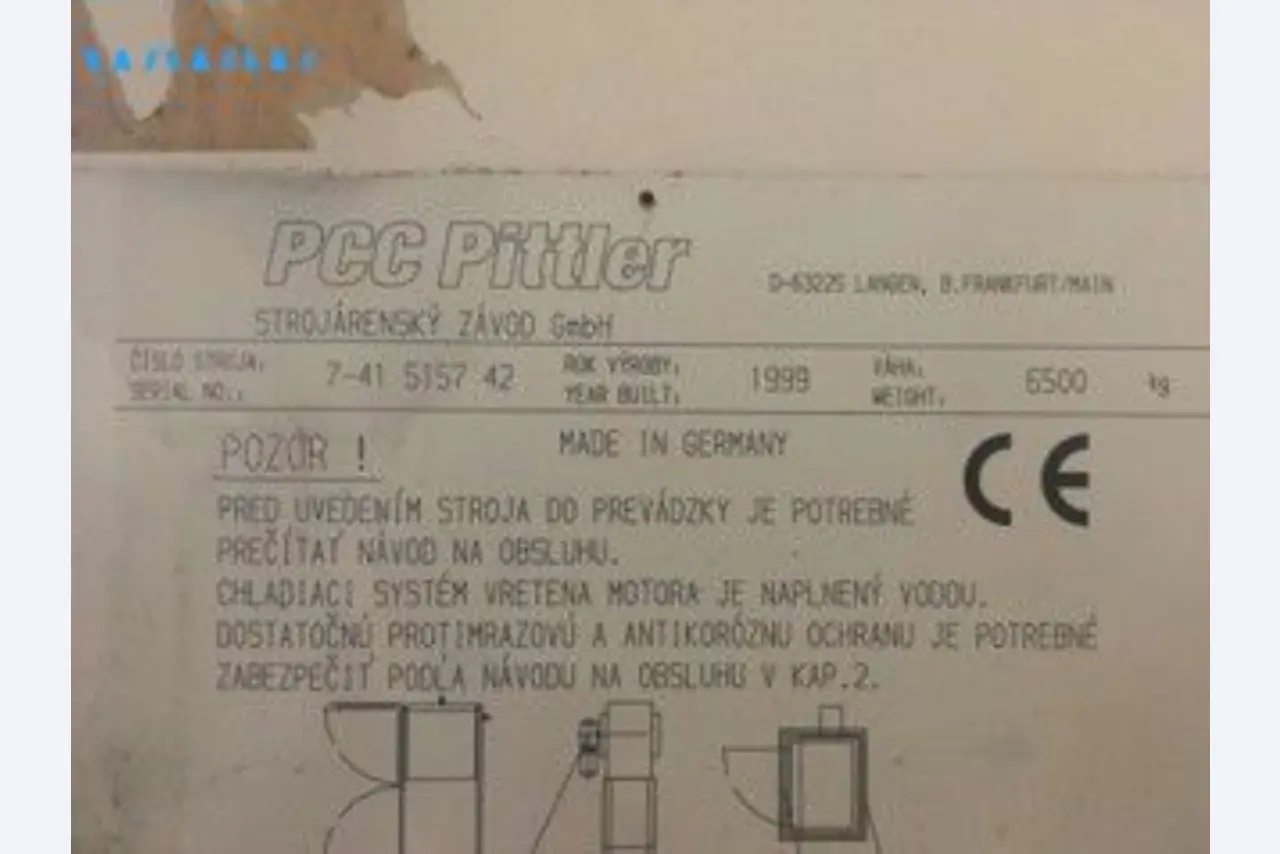 PCC Pittler
D-63225 LANGEN, B.FRANKFURT/MAIN
STROJÁRENSKÝ ZÁVOD GmbH
ČÍSLO STROJA: 7-41 5157 42 ROK VÝROBY: 1999 VÁHA: 6500 kg
SERIAL NO.: YEAR BUILT: WEIGHT:
POZOR !
MADE IN GERMANY
CE
PRED UVEDENÍM STROJA DO PREVÁDZKY JE POTREBNÉ
PREČÍTAŤ NÁVOD NA OBSLUHU.
CHLADIACI SYSTÉM VRETENA MOTORA JE NAPLNENÝ VODOU.
DOSTATOČNÚ PROTIMRAZOVÚ A ANTIKORÓZNU OCHRANU JE POTREBNÉ
ZABEZPEČIŤ PODĽA NÁVODU NA OBSLUHU V KAP.2.